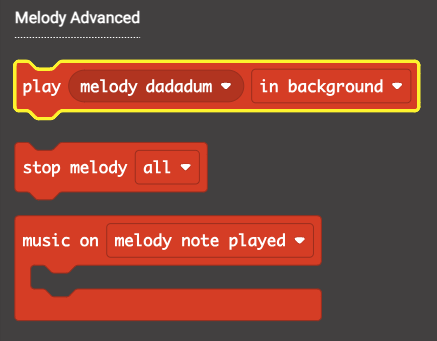 Melody Advanced
play melody dadadum in background
stop melody all
music on melody note played